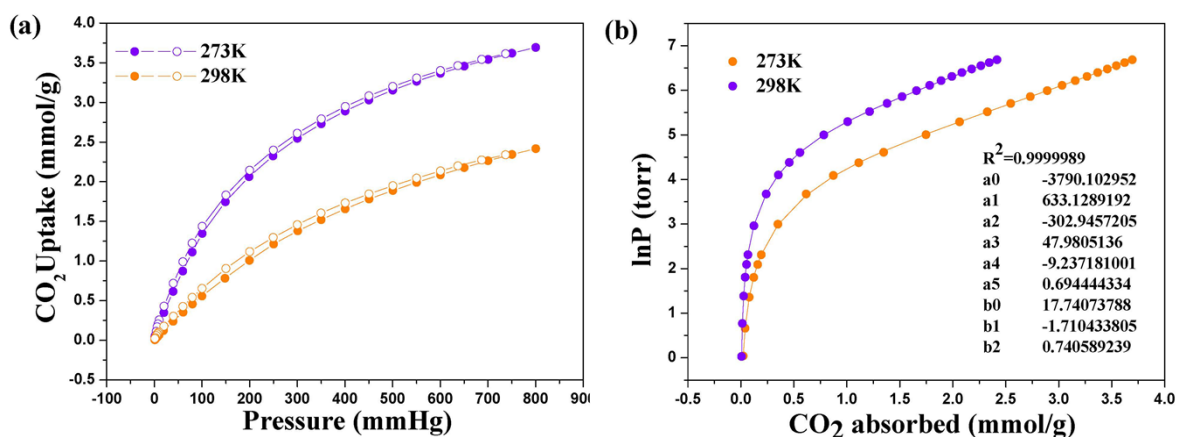 (a)
273K
298K
CO2 Uptake (mmol/g)
4.0
3.5
3.0
2.5
2.0
1.5
1.0
0.5
0.0
-0.5
-100 0 100 200 300 400 500 600 700 800 900
Pressure (mmHg)
(b)
273K
298K
lnP (torr)
7
6
5
4
3
2
1
0
R2=0.9999989
a0 -3790.102952
a1 633.1289192
a2 -302.9457205
a3 47.9805136
a4 -9.237181001
a5 0.694444334
b0 17.74073788
b1 -1.710433805
b2 0.740589239
-0.5 0.0 0.5 1.0 1.5 2.0 2.5 3.0 3.5 4.0
CO2 absorbed (mmol/g)